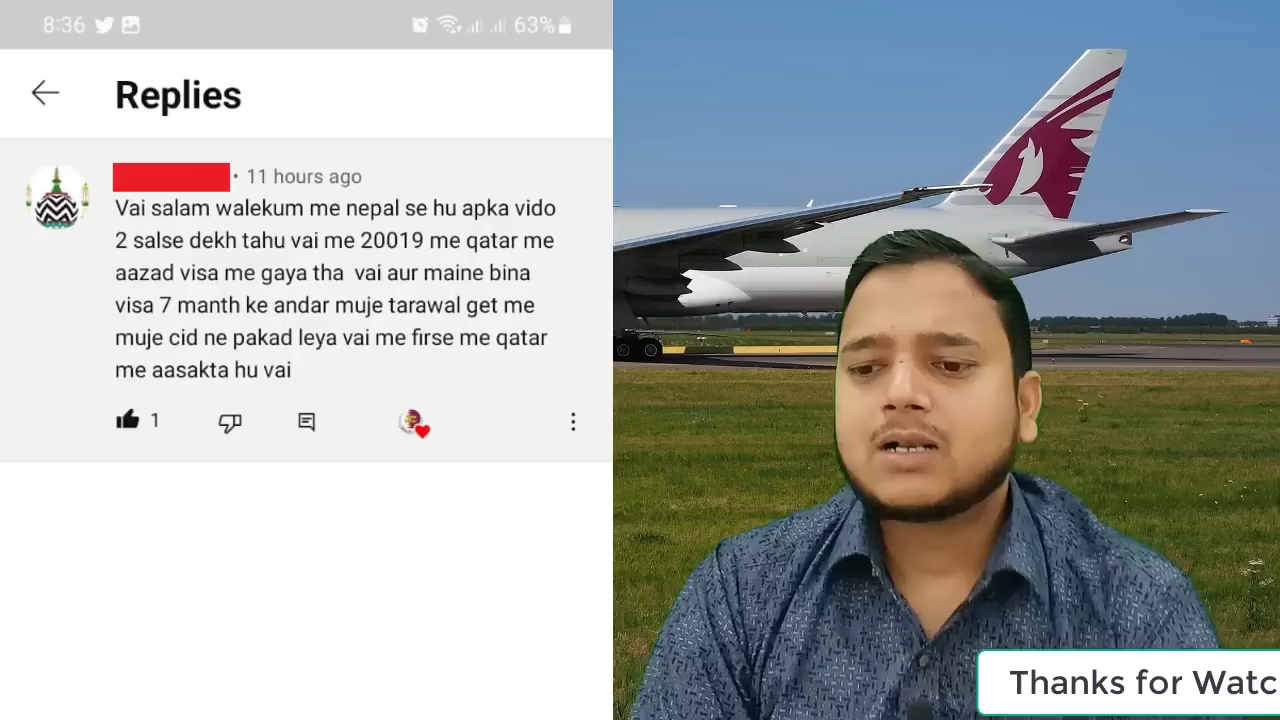 8:36
63%
Replies
• 11 hours ago
Vai salam walekum me nepal se hu apka vido
2 salse dekh tahu vai me 20019 me qatar me
aazad visa me gaya tha vai aur maine bina
visa 7 manth ke andar muje tarawal get me
muje cid ne pakad leya vai me firse me qatar
me aasakta hu vai
1
Thanks for Watc